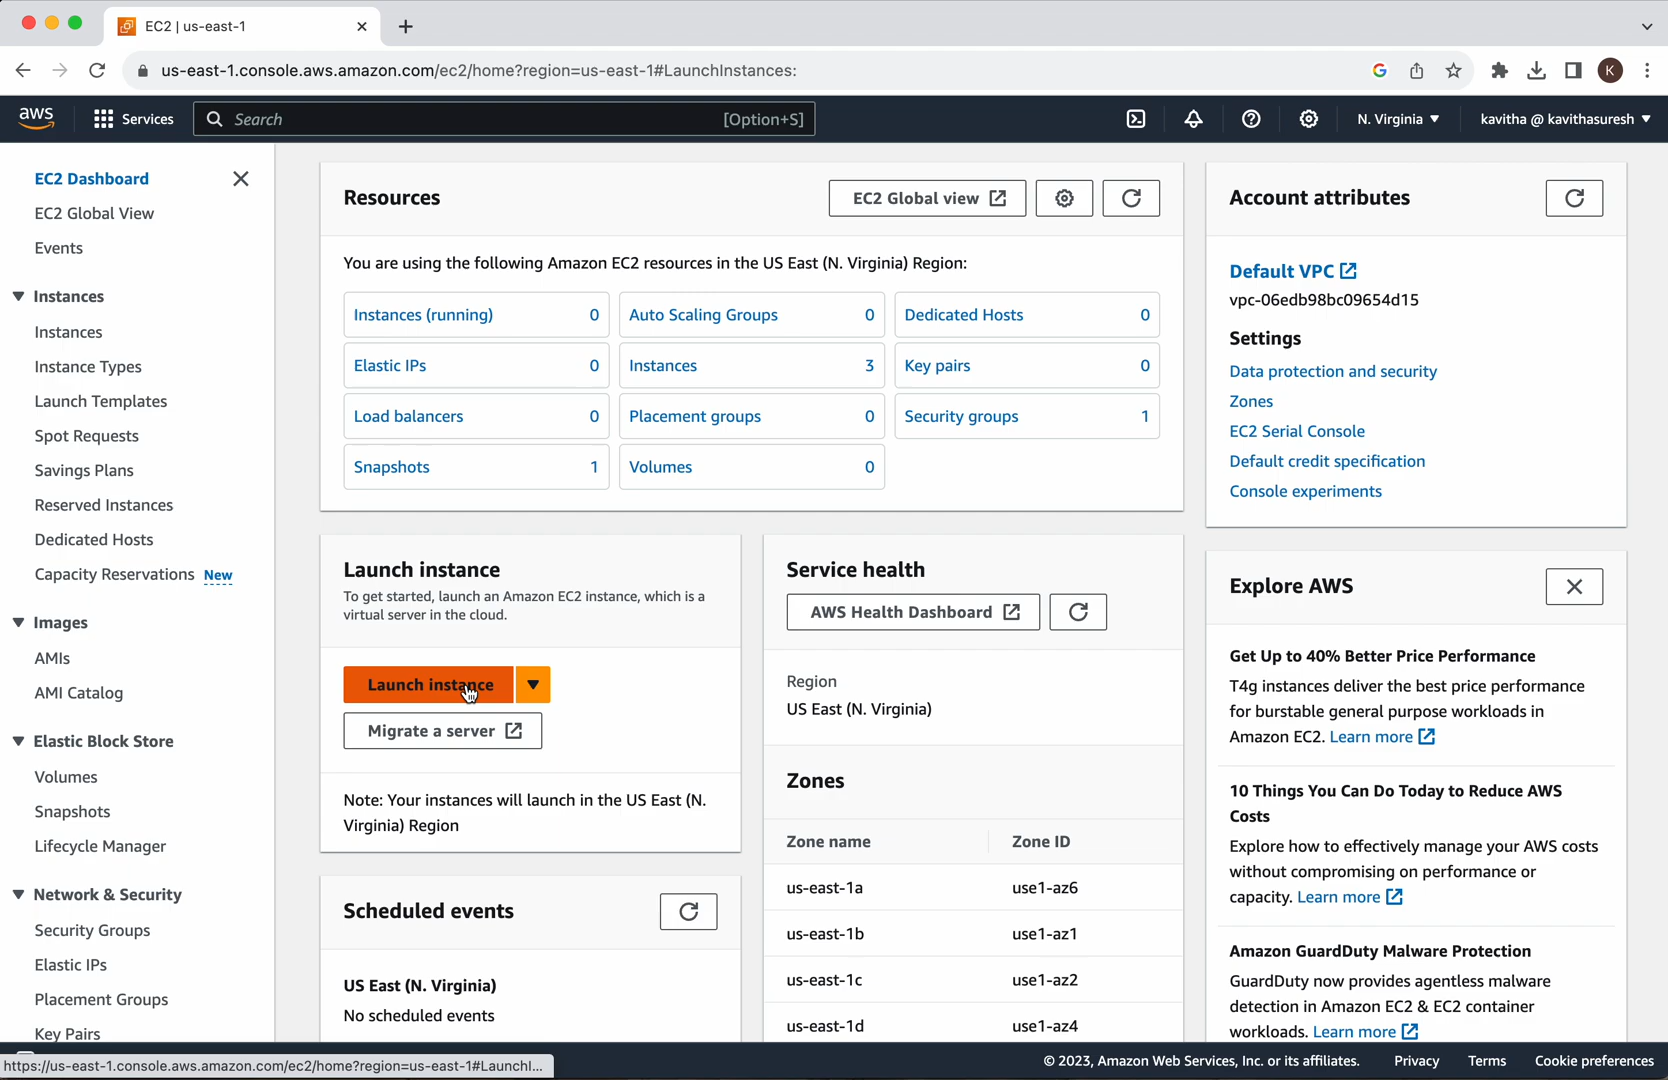 EC2 | us-east-1
us-east-1.console.aws.amazon.com/ec2/home?region=us-east-1#LaunchInstances:
K
aws
Services
Search
[Option+S]
N. Virginia
kavitha @ kavithasuresh
EC2 Dashboard
EC2 Global View
Events
Instances
Instances
Instance Types
Launch Templates
Spot Requests
Savings Plans
Reserved Instances
Dedicated Hosts
Capacity Reservations New
Images
AMIs
AMI Catalog
Elastic Block Store
Volumes
Snapshots
Lifecycle Manager
Network & Security
Security Groups
Elastic IPs
Placement Groups
Key Pairs
Resources
EC2 Global view
You are using the following Amazon EC2 resources in the US East (N. Virginia) Region:
Instances (running) 0
Auto Scaling Groups 0
Dedicated Hosts 0
Elastic IPs 0
Instances 3
Key pairs 0
Load balancers 0
Placement groups 0
Security groups 1
Snapshots 1
Volumes 0
Launch instance
To get started, launch an Amazon EC2 instance, which is a
virtual server in the cloud.
Launch instance
Migrate a server
Note: Your instances will launch in the US East (N.
Virginia) Region
Scheduled events
US East (N. Virginia)
No scheduled events
Service health
AWS Health Dashboard
Region
US East (N. Virginia)
Zones
Zone name Zone ID
us-east-1a use1-az6
us-east-1b use1-az1
us-east-1c use1-az2
us-east-1d use1-az4
Account attributes
Default VPC
vpc-06edb98bc09654d15
Settings
Data protection and security
Zones
EC2 Serial Console
Default credit specification
Console experiments
Explore AWS
Get Up to 40% Better Price Performance
T4g instances deliver the best price performance
for burstable general purpose workloads in
Amazon EC2. Learn more
10 Things You Can Do Today to Reduce AWS
Costs
Explore how to effectively manage your AWS costs
without compromising on performance or
capacity. Learn more
Amazon GuardDuty Malware Protection
GuardDuty now provides agentless malware
detection in Amazon EC2 & EC2 container
workloads. Learn more
https://us-east-1.console.aws.amazon.com/ec2/home?region=us-east-1#LaunchI...
© 2023, Amazon Web Services, Inc. or its affiliates.
Privacy
Terms
Cookie preferences